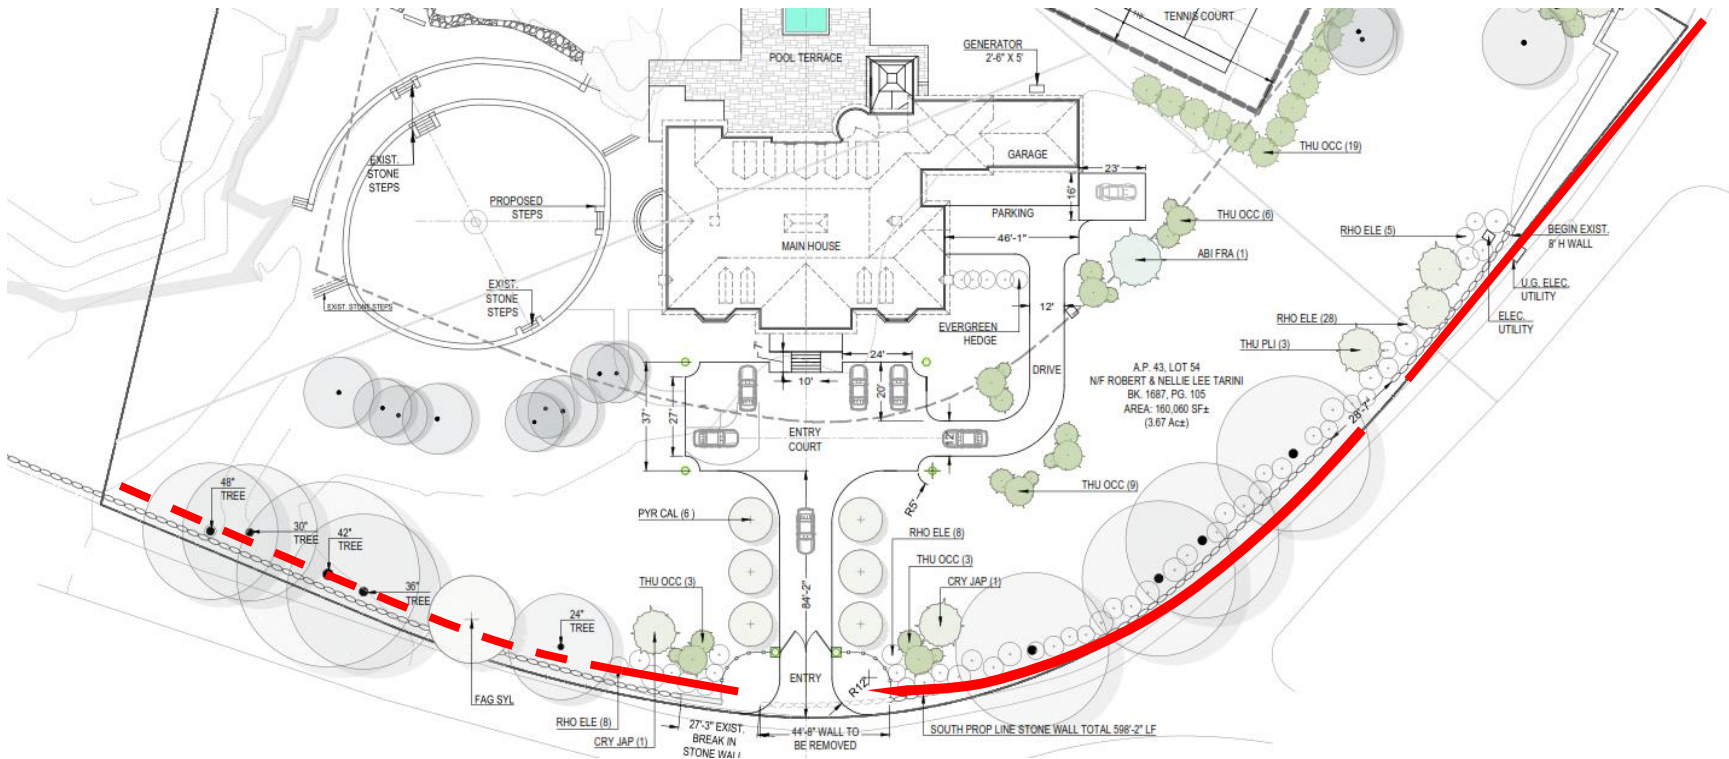 TENNIS COURT
POOL TERRACE
GENERATOR
2'-6" X 5'
EXIST.
STONE
STEPS
GARAGE
THU OCC (19)
23'
16'
PROPOSED
STEPS
PARKING
THU OCC (6)
MAIN HOUSE
46'-1"
ABI FRA (1)
RHO ELE (5)
BEGIN EXIST.
8' H WALL
EXIST.
STONE
STEPS
EXIST. STONE STEPS
U.G. ELEC.
UTILITY
12'
EVERGREEN
HEDGE
RHO ELE (28)
ELEC.
UTILITY
THU PLI (3)
7'
24'
10'
20'
DRIVE
A.P. 43, LOT 54
N/F ROBERT & NELLIE LEE TARINI
BK. 1687, PG. 105
AREA: 160,060 SF±
(3.67 Ac±)
37'
27'
ENTRY
COURT
12'
28'-7"
48"
TREE
THU OCC (9)
R5'
PYR CAL (6 )
30"
TREE
42"
TREE
RHO ELE (8)
THU OCC (3)
CRY JAP (1)
36"
TREE
THU OCC (3)
84'-2"
24"
TREE
ENTRY
R12'
FAG SYL
RHO ELE (8)
CRY JAP (1)
27'-3" EXIST.
BREAK IN
STONE WALL
44'-8" WALL TO
BE REMOVED
SOUTH PROP LINE STONE WALL TOTAL 598'-2" LF